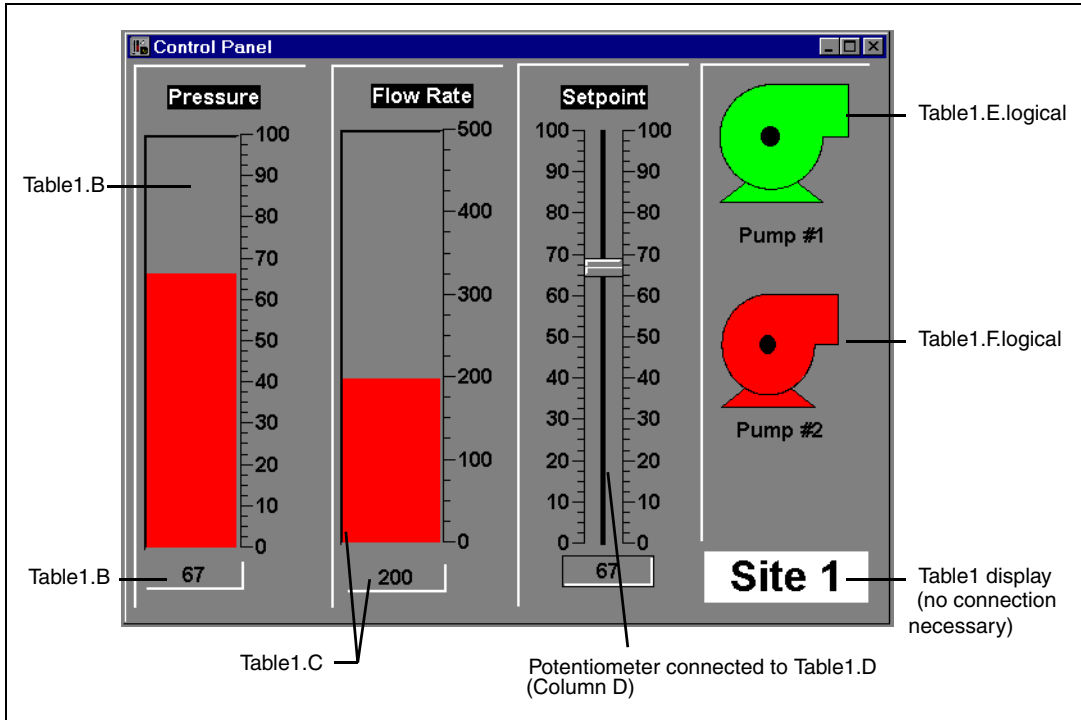 Control Panel
Pressure
Flow Rate
Setpoint
100
90
80
70
60
50
40
30
20
10
0
500
400
300
200
100
0
100
90
80
70
60
50
40
30
20
10
0
100
90
80
70
60
50
40
30
20
10
0
67
200
67
Pump #1
Pump #2
Site 1
Table1.B
Table1.B
Table1.C
Potentiometer connected to Table1.D
(Column D)
Table1.E.logical
Table1.F.logical
Table1 display
(no connection
necessary)